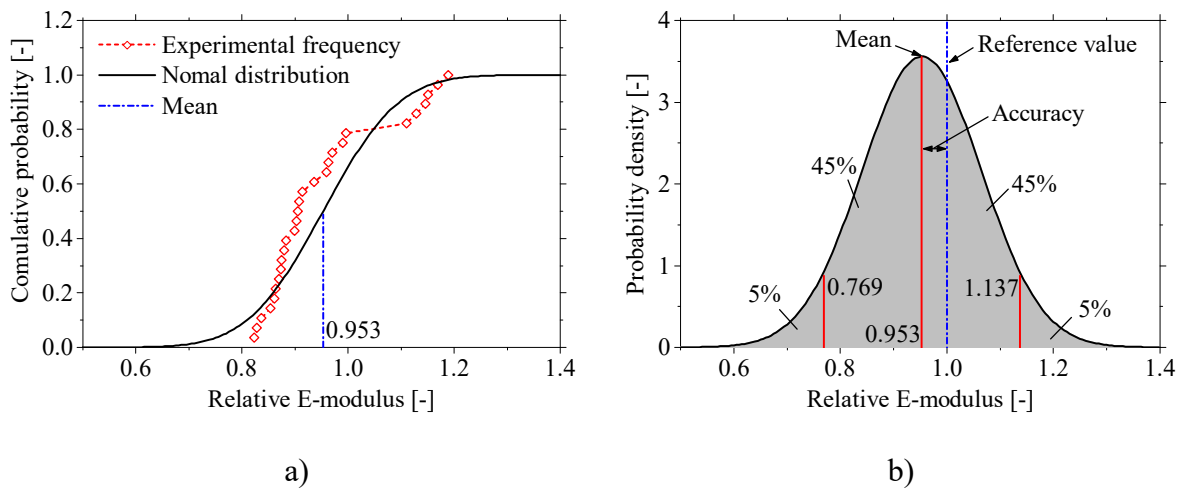 1.2
1.0
0.8
0.6
0.4
0.2
0.0
Comulative probability [-]
Experimental frequency
Nomal distribution
Mean
0.953
0.6 0.8 1.0 1.2 1.4
Relative E-modulus [-]
a)
4
3
2
1
0
Probability density [-]
Mean
Reference value
Accuracy
45%
45%
0.769
1.137
5%
5%
0.953
0.6 0.8 1.0 1.2 1.4
Relative E-modulus [-]
b)